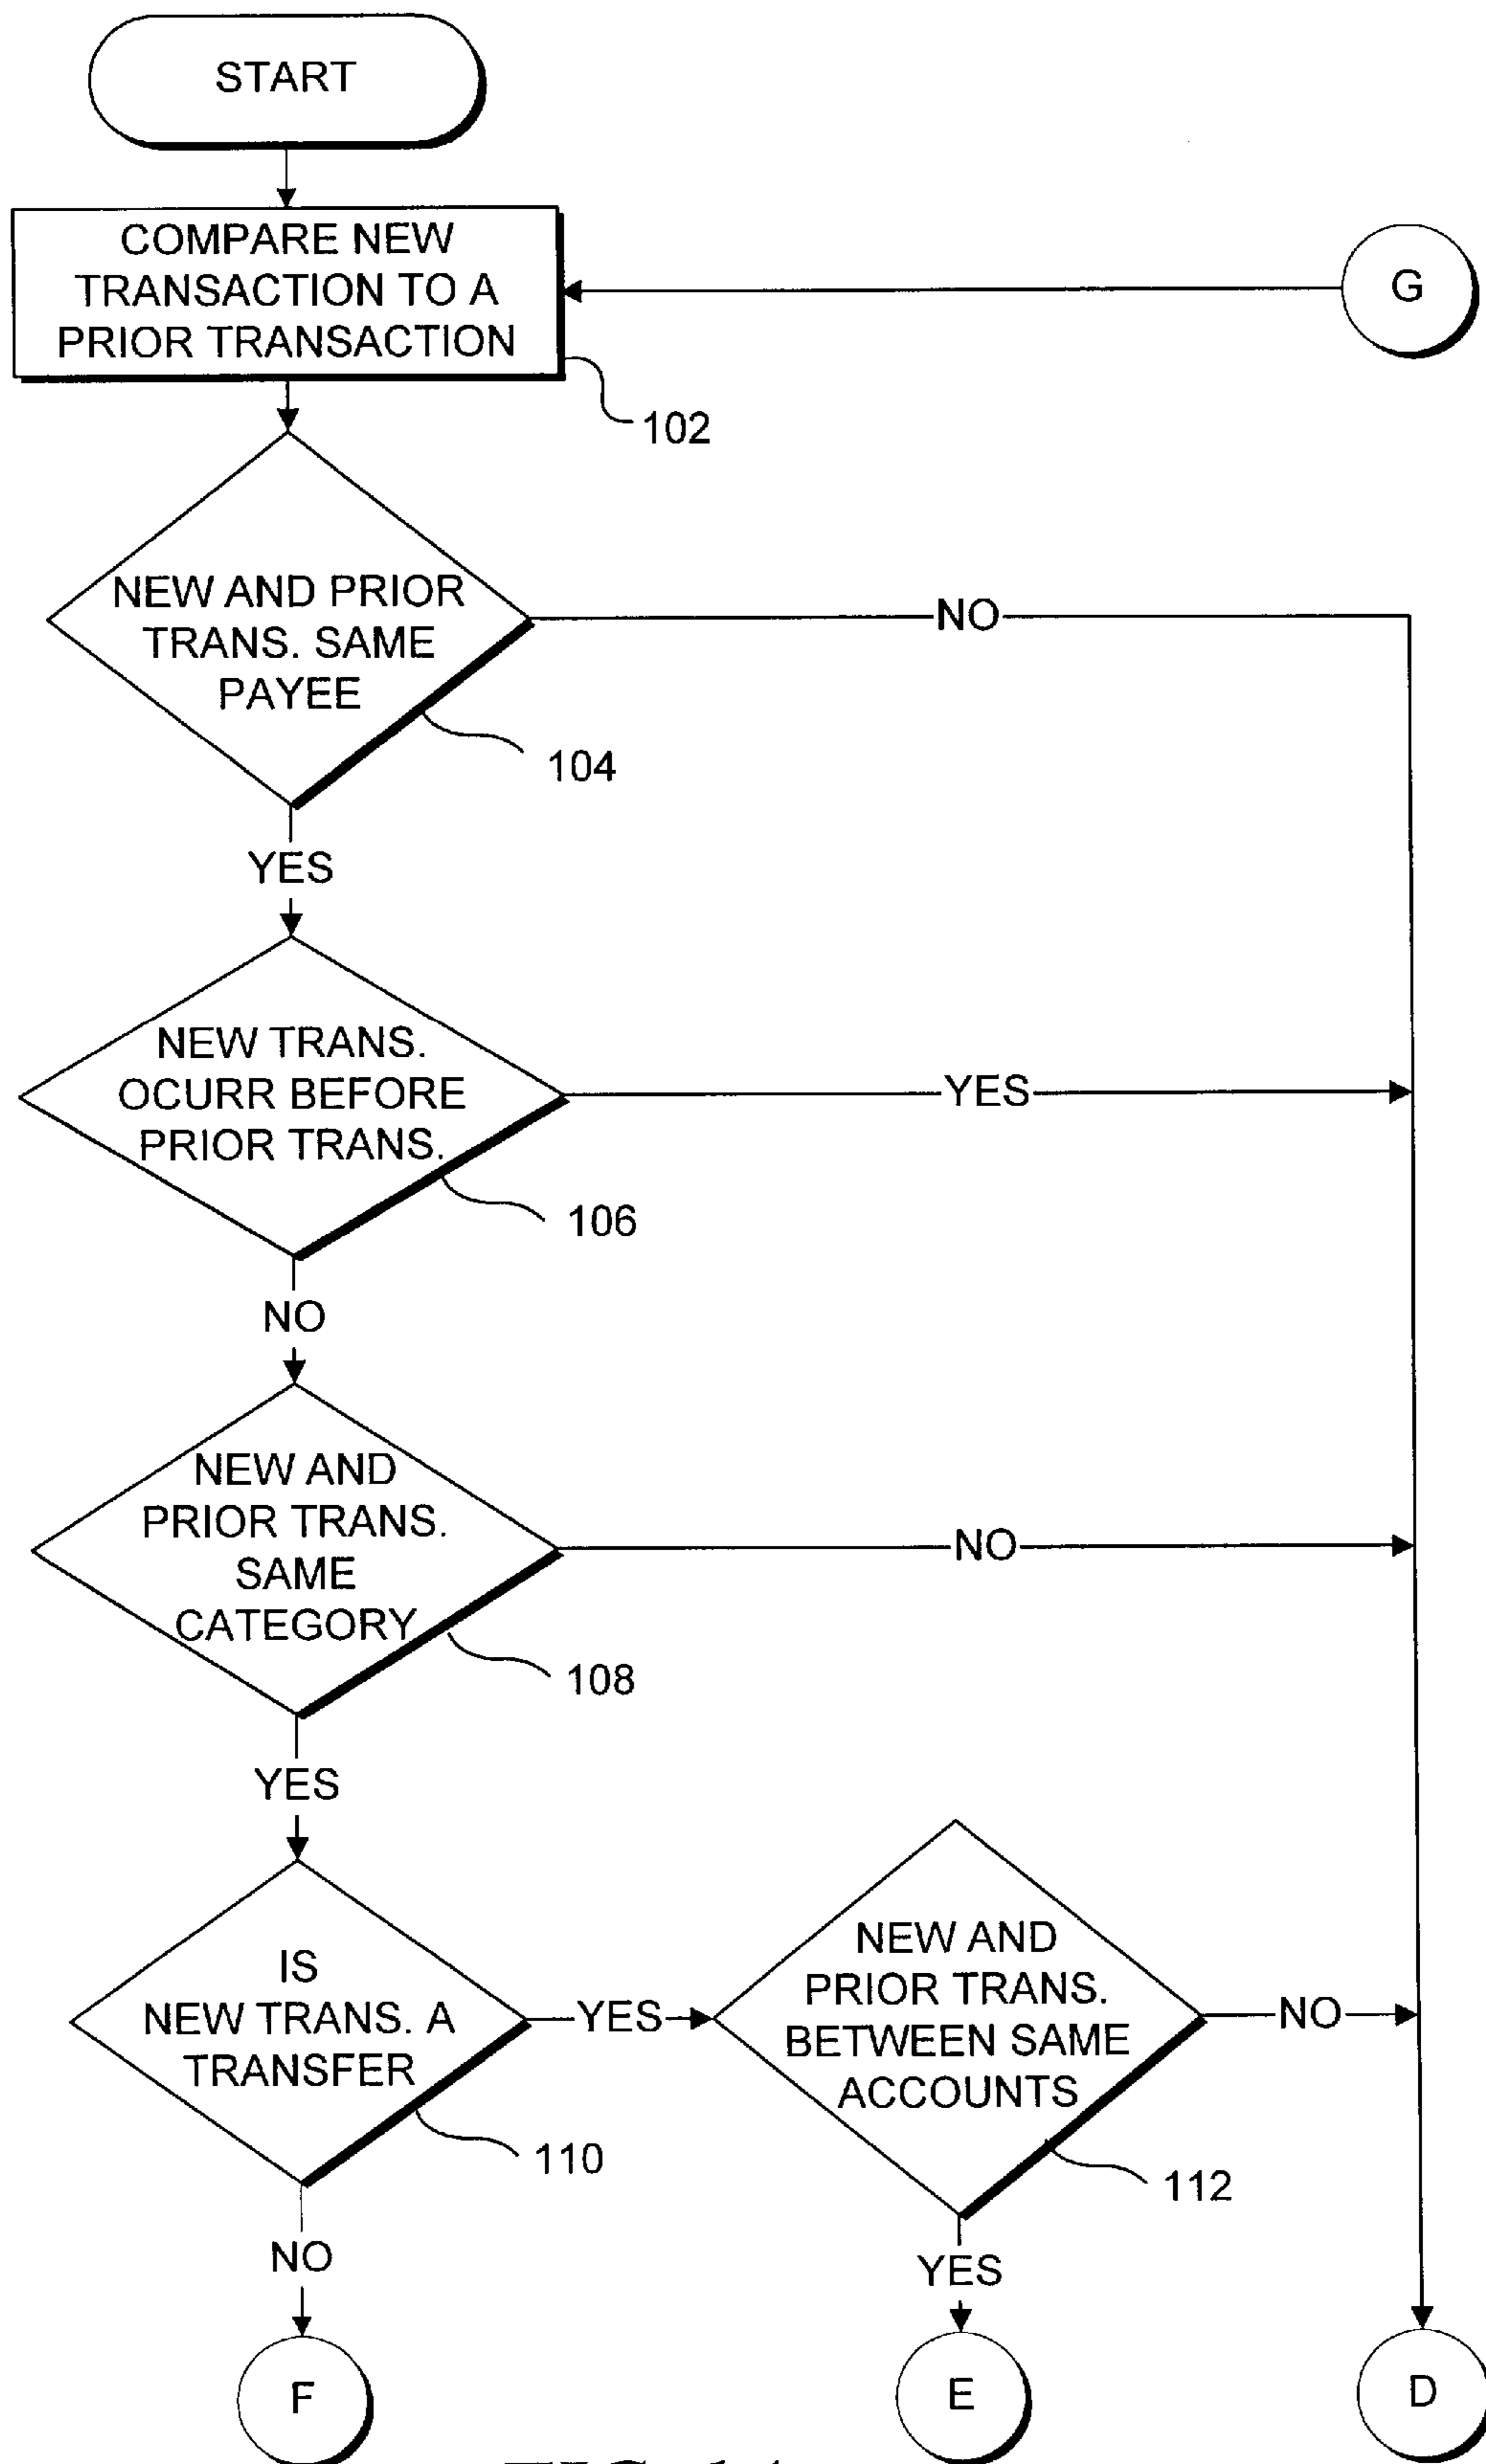 START
COMPARE NEW
TRANSACTION TO A
PRIOR TRANSACTION
G
102
NEW AND PRIOR
TRANS. SAME
PAYEE
NO
104
YES
NEW TRANS.
OCURR BEFORE
PRIOR TRANS.
YES
106
NO
NEW AND
PRIOR TRANS.
SAME
CATEGORY
NO
108
YES
IS
NEW TRANS. A
TRANSFER
YES
NEW AND
PRIOR TRANS.
BETWEEN SAME
ACCOUNTS
NO
110
112
NO
YES
F
E
D